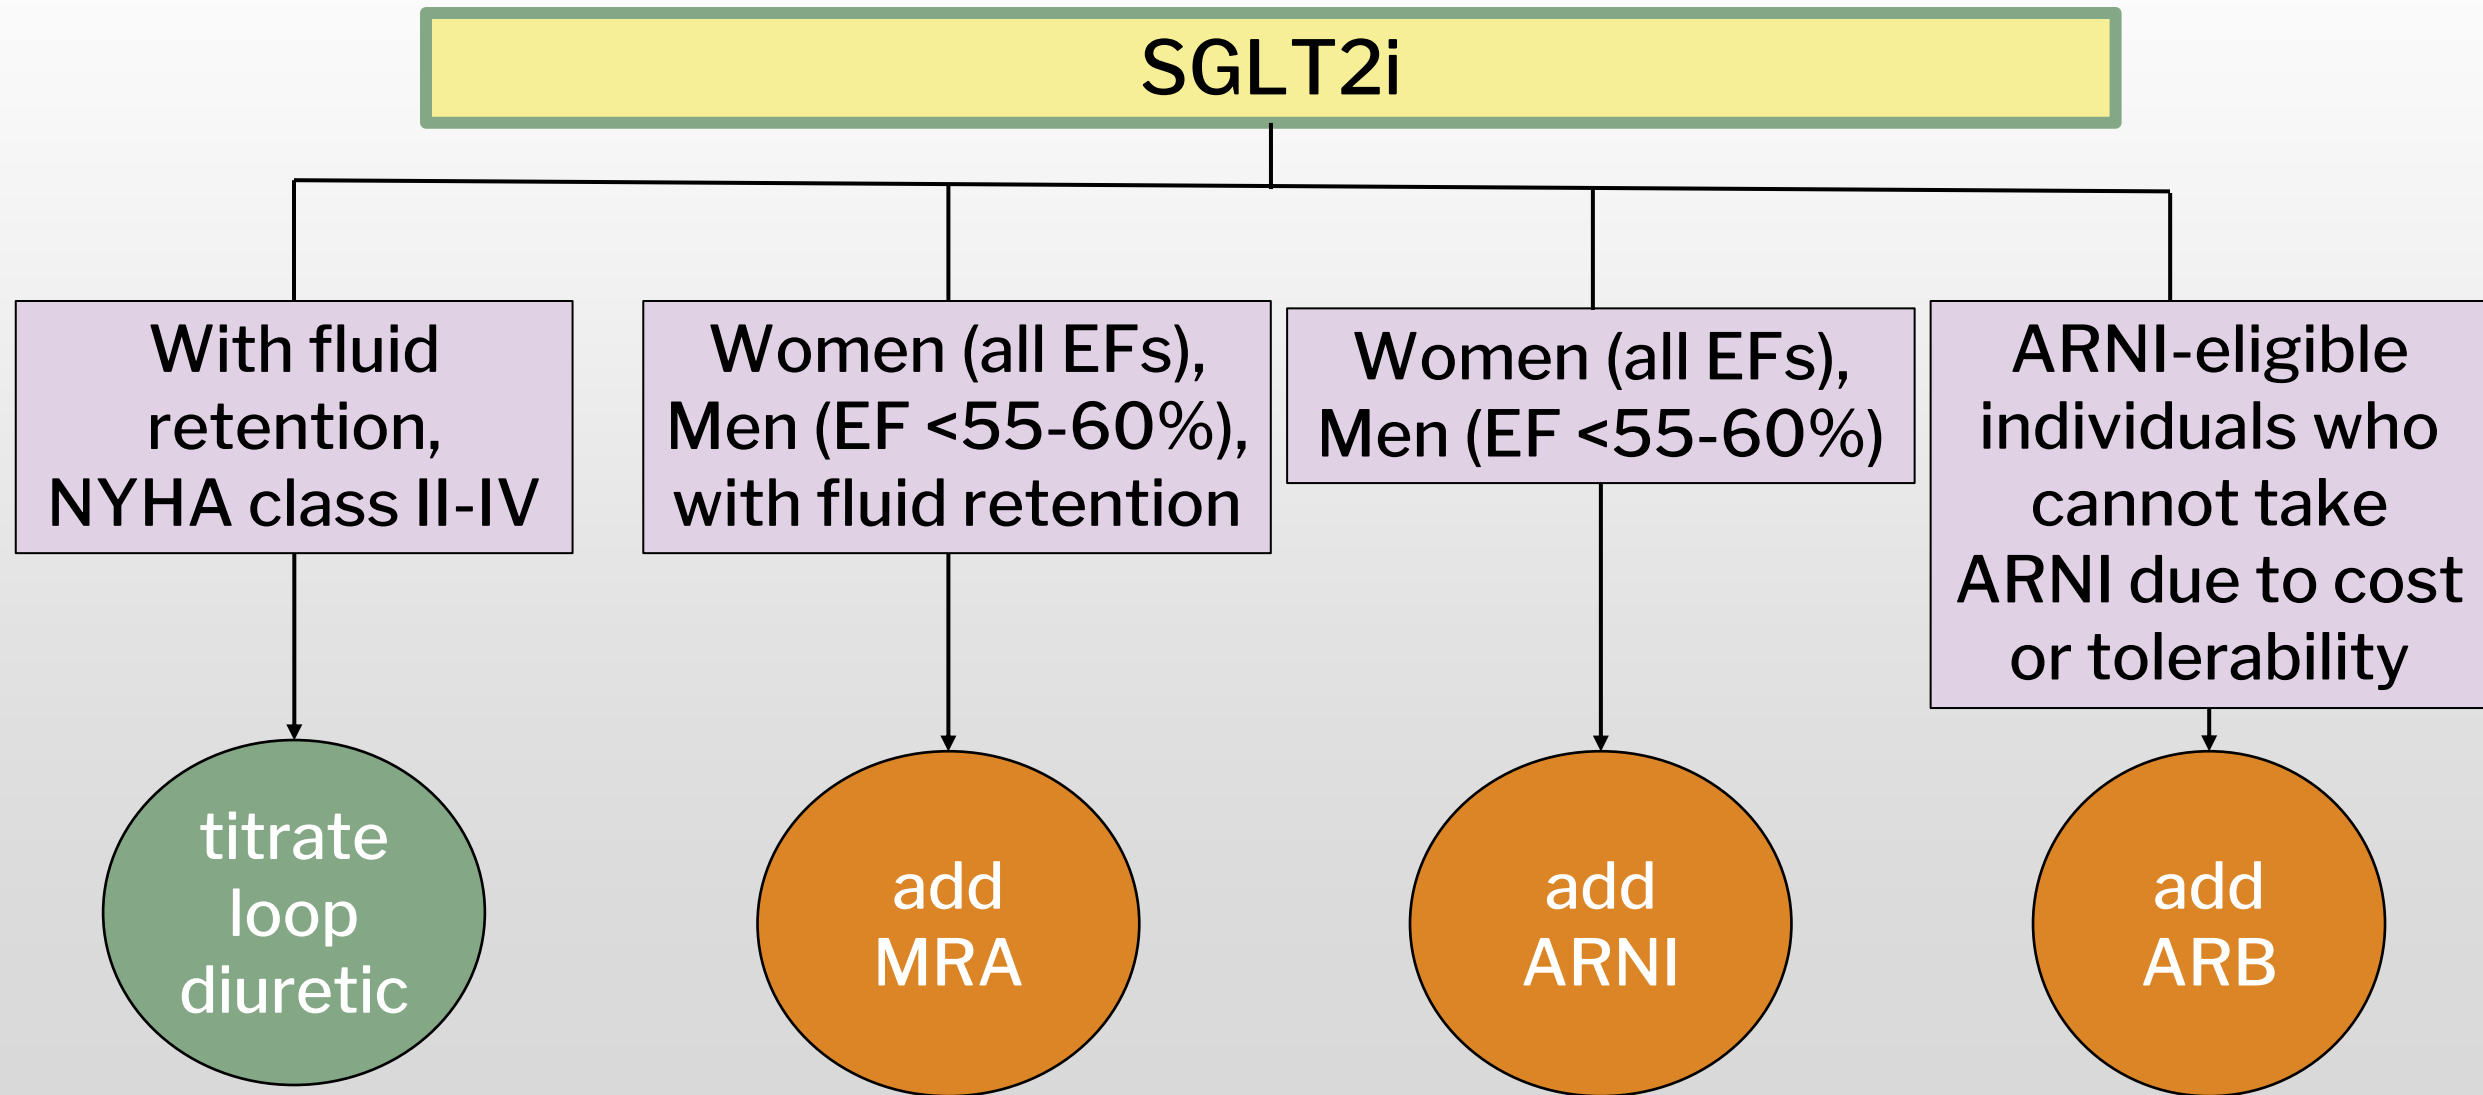 SGLT2i
With fluid
retention,
NYHA class II-IV
Women (all EFs),
Men (EF <55-60%),
with fluid retention
Women (all EFs),
Men (EF <55-60%)
ARNI-eligible
individuals who
cannot take
ARNI due to cost
or tolerability
titrate
loop
diuretic
add
MRA
add
ARNI
add
ARB